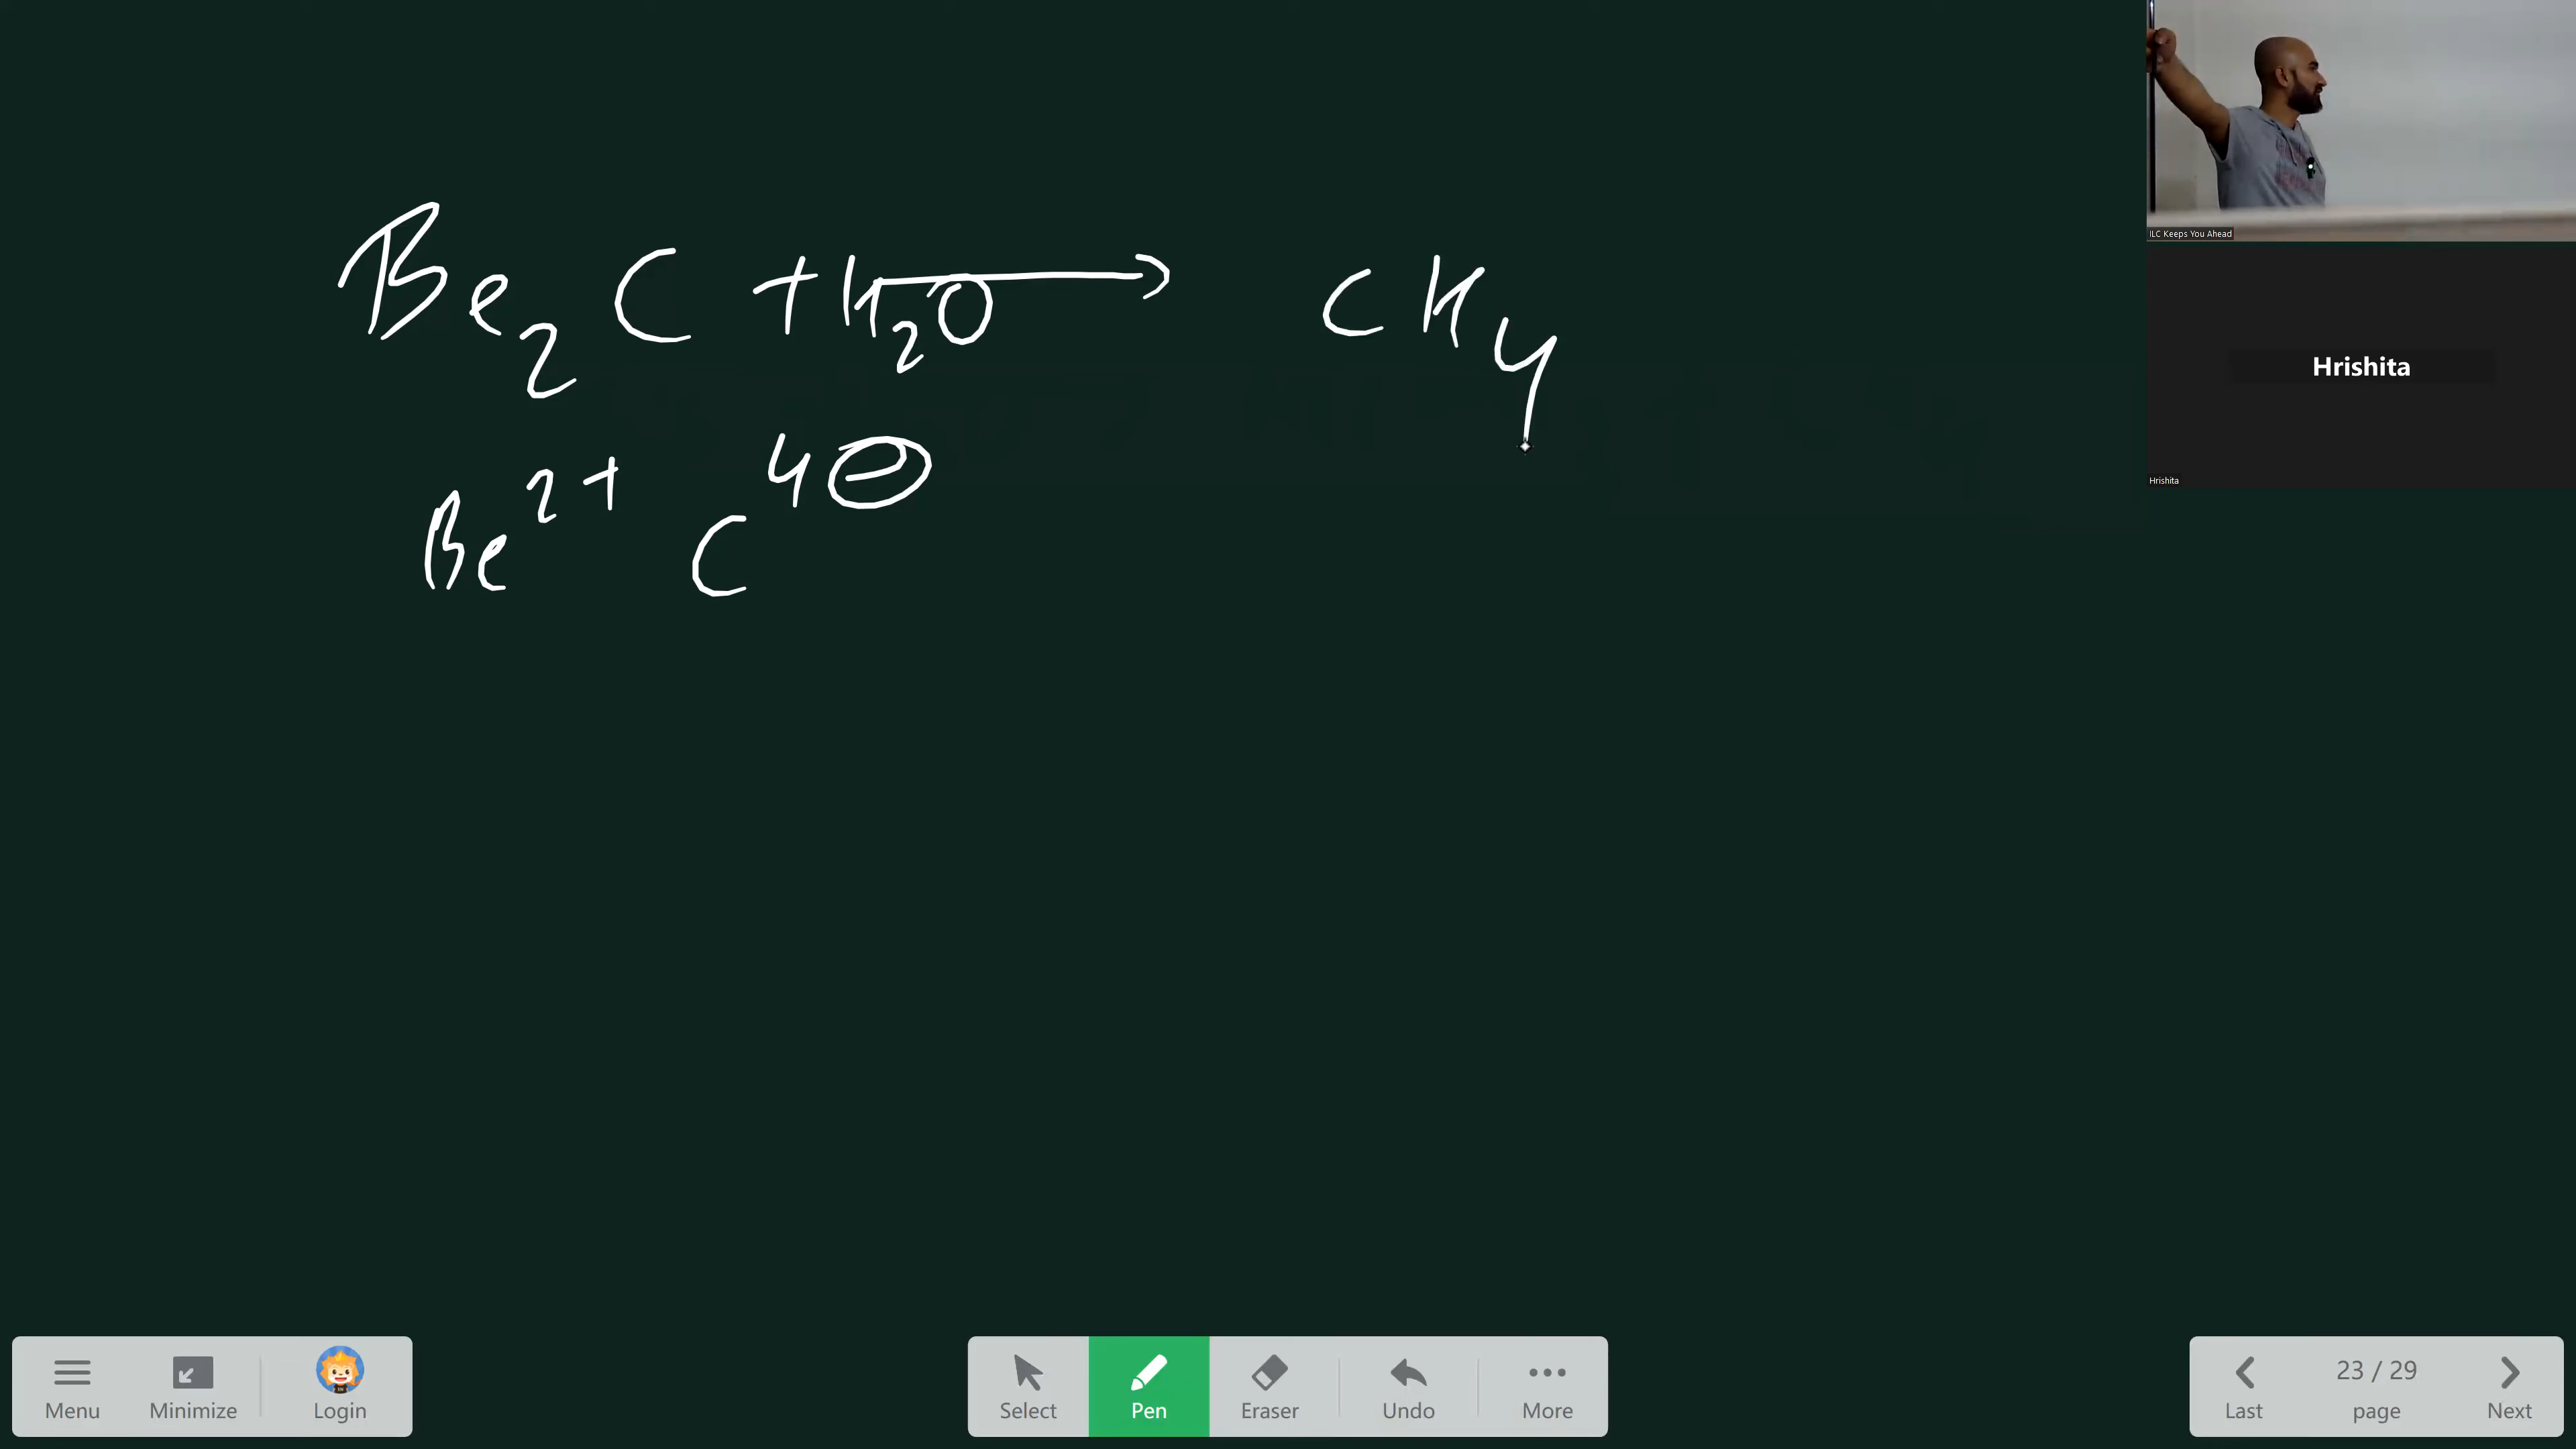 Be₂C + H₂O → CH₄
Be²⁺ C⁴⊖
ILC Keeps You Ahead
Hrishita
Hrishita
Menu Minimize Login Select Pen Eraser Undo More Last 23 / 29 page Next